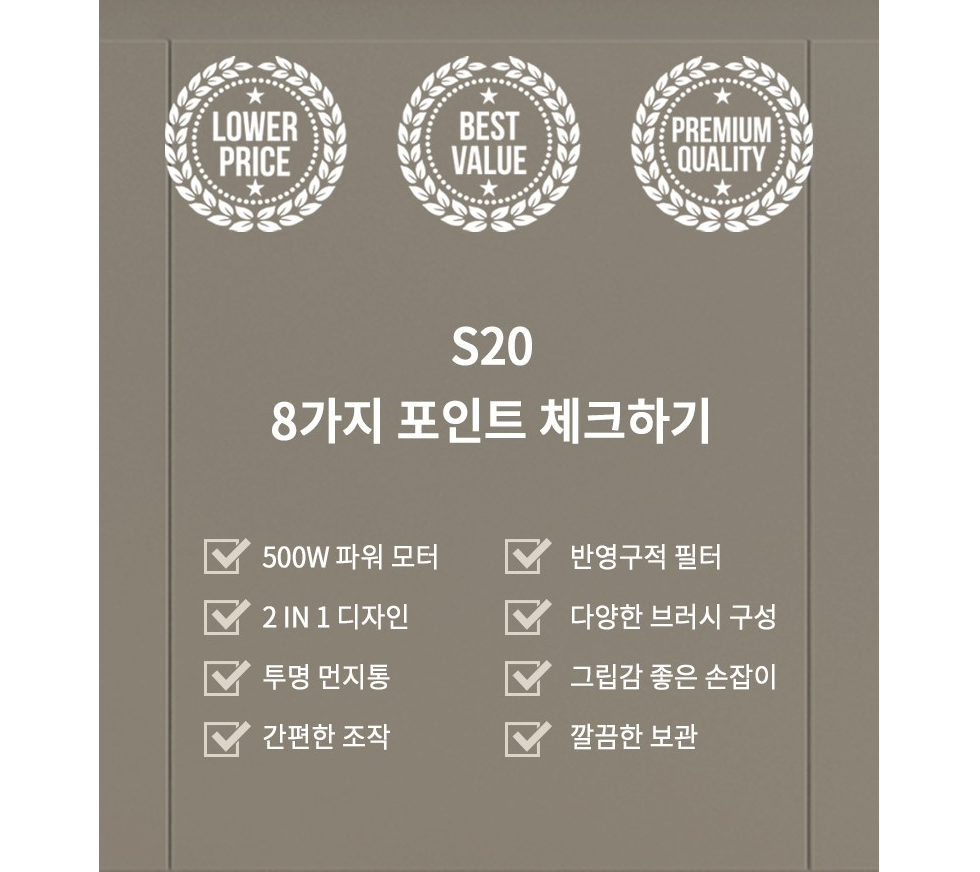 LOWER
PRICE
BEST
VALUE
PREMIUM
QUALITY
S20
8가지 포인트 체크하기
500W 파워 모터
2 IN 1 디자인
투명 먼지통
간편한 조작
반영구적 필터
다양한 브러시 구성
그립감 좋은 손잡이
깔끔한 보관